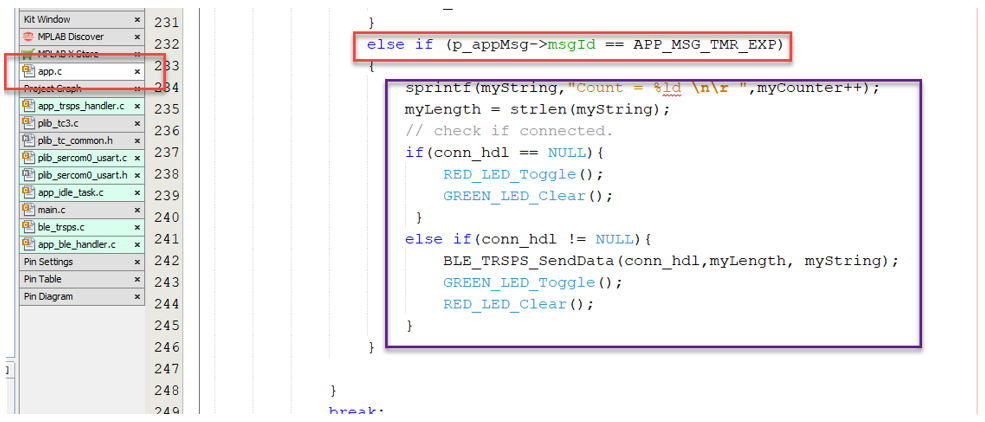 Kit Window
MPLAB Discover
MPLAB X Store
app.c
Project Graph
app_trsps_handler.c
plib_tc3.c
plib_tc_common.h
plib_sercom0_usart.c
plib_sercom0_usart.h
app_idle_task.c
main.c
ble_trsps.c
app_ble_handler.c
Pin Settings
Pin Table
Pin Diagram
231 }
232 else if (p_appMsg->msgId == APP_MSG_TMR_EXP)
233 {
234 sprintf(myString,"Count = %ld \n\r ",myCounter++);
235 myLength = strlen(myString);
236 // check if connected.
237 if(conn_hdl == NULL){
238 RED_LED_Toggle();
239 GREEN_LED_Clear();
240 }
241 else if(conn_hdl != NULL){
242 BLE_TRSPS_SendData(conn_hdl,myLength, myString);
243 GREEN_LED_Toggle();
244 RED_LED_Clear();
245 }
246 }
247
248 }
249 break;